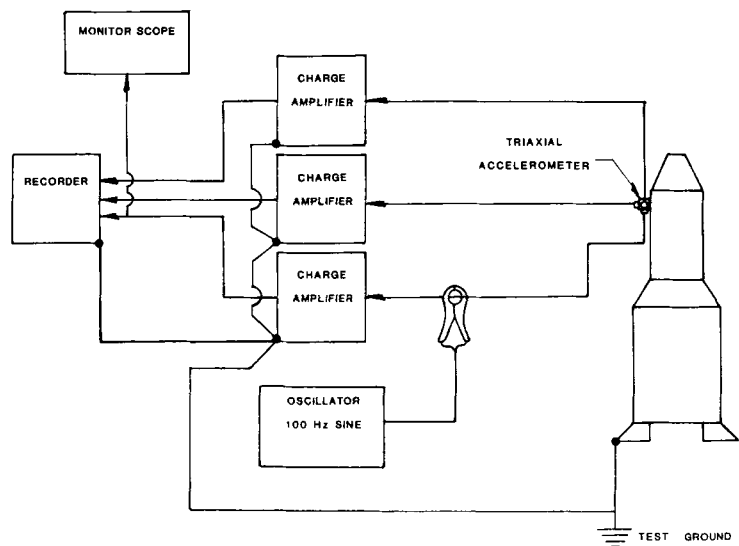 MONITOR SCOPE
CHARGE
AMPLIFIER
TRIAXIAL
ACCELEROMETER
RECORDER
CHARGE
AMPLIFIER
CHARGE
AMPLIFIER
OSCILLATOR
100 Hz SINE
TEST GROUND